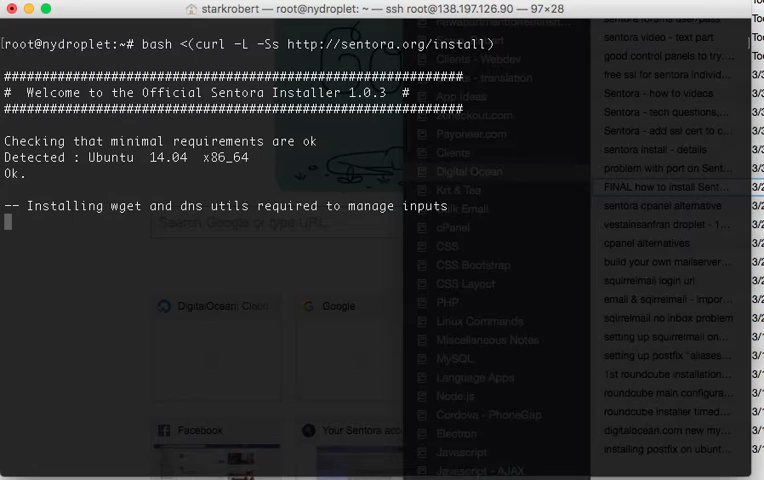 starkrobert — root@nydroplet: ~ — ssh root@138.197.126.90 — 97×28
[root@nydroplet:~# bash <(curl -L -Ss http://sentora.org/install)
############################################################
#  Welcome to the Official Sentora Installer 1.0.3  #
############################################################
Checking that minimal requirements are ok
Detected : Ubuntu  14.04  x86_64
Ok.
-- Installing wget and dns utils required to manage inputs
Search Google or type URL
DigitalOcean: Cloud
Google
Facebook
Your Sentora acc
Clients - Webdev
translation
App Ideas
2checkout.com
Payoneer.com
Clients
Digital Ocean
Krt & Tea
Talk Email
cPanel
CSS
CSS Bootstrap
CSS Layout
PHP
Linux Commands
Miscellaneous Notes
MySQL
Language Apps
Node.js
Cordova - PhoneGap
Electron
Javascript
Javascript - AJAX
sentora forums user/pass
sentora video - text part
good control panels to try:
free ssl for sentora individ...
Sentora - how to videos
Sentora - tech questions,...
Sentora - add ssl cert to c...
sentora install - details
problem with port on Sent...
FINAL how to install Sent...
sentora cpanel alternative
vestainsanfran droplet - 1...
cpanel alternatives
build your own mailserver...
squirrelmail login url
email & sqirrelmail - impor...
sqirrelmail no inbox problem
setting up squirrelmail on...
setting up postfix "aliases...
1st roundcube installation...
roundcube main configura...
roundcube installer timed...
digitalocean.com new my...
installing postfix on ubunt...